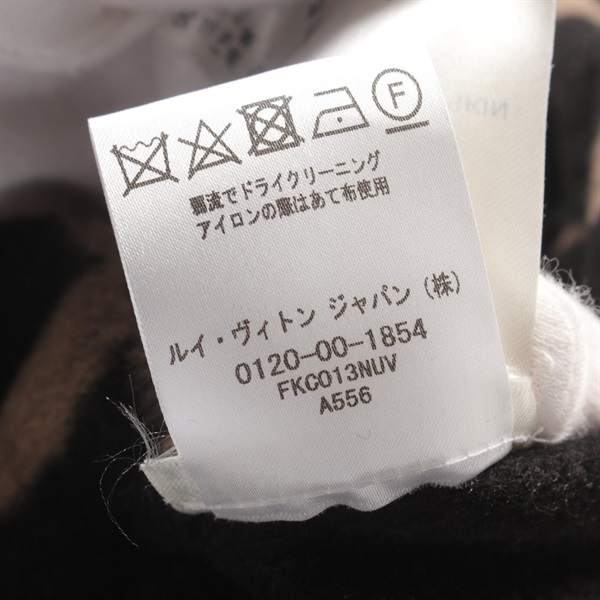 F
弱流でドライクリーニング
アイロンの際はあて布使用
ルイ・ヴィトン ジャパン(株)
0120-00-1854
FKC013NUV
A556